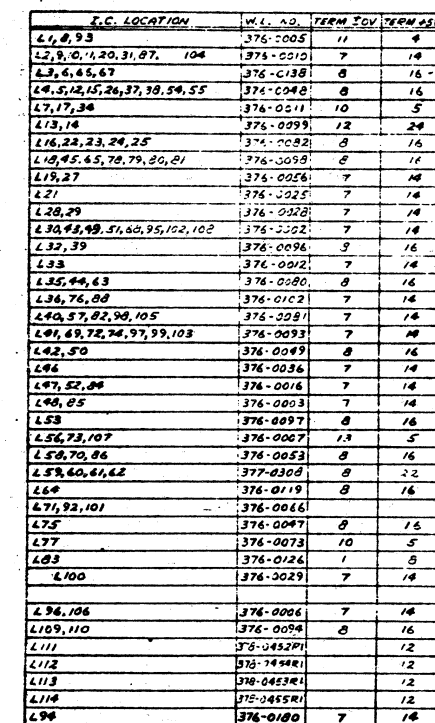 I.C. LOCATION W.L. NO. TERM ±0V TERM +5
L1,8,93 376-0005 11 4
L2,9,10,11,20,31,87, 104 376-0010 7 14
L3,6,66,67 376-0138 8 16
L4,5,12,15,26,37,38,54,55 376-0048 8 16
L7,17,34 376-0011 10 5
L13,14 376-0099 12 24
L16,22,23,24,25 376-0082 8 16
L18,45,65,78,79,80,81 376-0098 8 16
L19,27 376-0056 7 14
L21 376-0025 7 14
L28,29 376-0028 7 14
L30,43,49,51,68,95,102,108 376-0002 7 14
L32,39 376-0096 16
L33 376-0012 7 14
L35,44,63 376-0080 8 16
L36,76,88 376-0102 7 14
L40,57,82,98,105 376-0081 7 14
L41,69,72,74,97,99,103 376-0093 7 14
L42,50 376-0049 8 16
L46 376-0036 7 14
L47,52,84 376-0016 7 14
L48,85 376-0003 7 14
L53 376-0097 8 16
L56,73,107 376-0007 13 5
L58,70,86 376-0053 8 16
L59,60,61,62 377-0308 8 22
L64 376-0119 8 16
L71,92,101 376-0066
L75 376-0047 8 16
L77 376-0073 10 5
L83 376-0126 1 8
L100 376-0029 7 14
L96,106 376-0006 7 14
L109,110 376-0094 8 16
L111 378-0452R1 12
L112 12
L113 378-0453R1 12
L114 378-0455R1 12
L94 376-0180 7 14